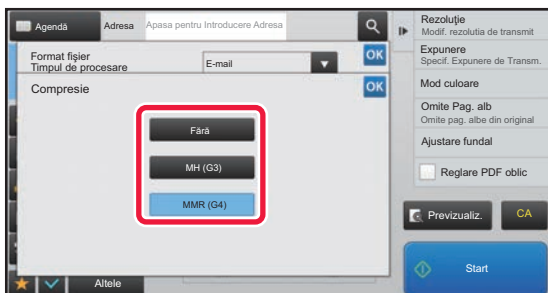 Agendă
Adresa
Apasa pentru Introducere Adresa
Format fişier
Timpul de procesare
E-mail
OK
Compresie
OK
Fără
MH (G3)
MMR (G4)
Altele
Rezoluţie
Modif. rezolutia de transmit
Expunere
Specif. Expunere de Transm.
Mod culoare
Omite Pag. alb
Omite pag. albe din original
Ajustare fundal
Reglare PDF oblic
Previzualiz.
CA
Start